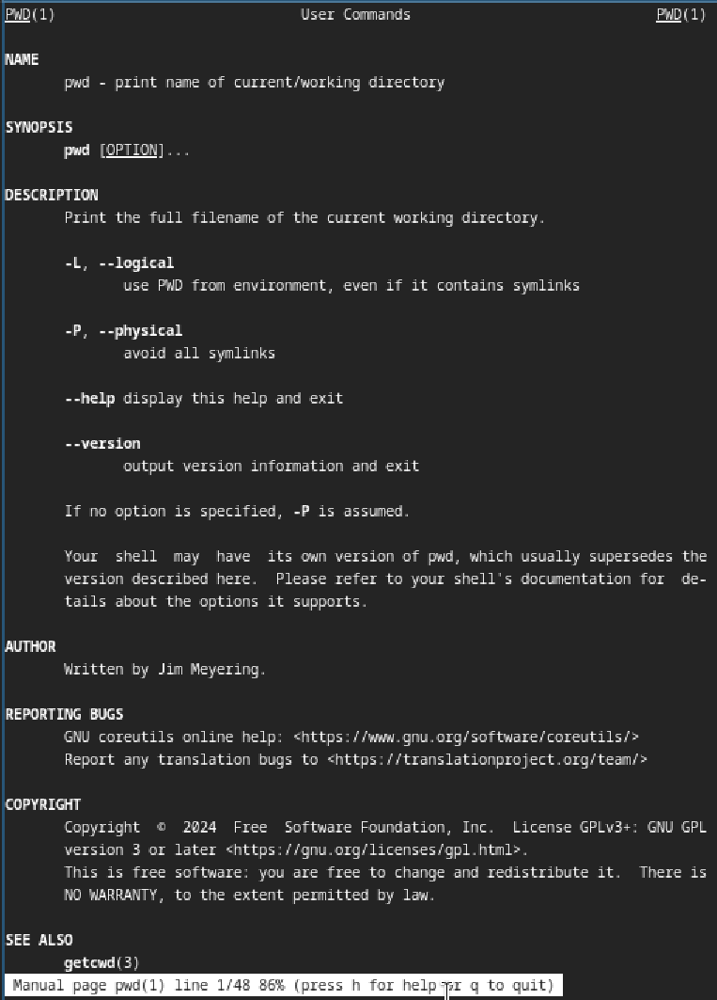 PWD(1) User Commands PWD(1)
NAME
pwd - print name of current/working directory
SYNOPSIS
pwd [OPTION]...
DESCRIPTION
Print the full filename of the current working directory.
-L, --logical
use PWD from environment, even if it contains symlinks
-P, --physical
avoid all symlinks
--help display this help and exit
--version
output version information and exit
If no option is specified, -P is assumed.
Your shell may have its own version of pwd, which usually supersedes the
version described here. Please refer to your shell's documentation for de-
tails about the options it supports.
AUTHOR
Written by Jim Meyering.
REPORTING BUGS
GNU coreutils online help: <https://www.gnu.org/software/coreutils/>
Report any translation bugs to <https://translationproject.org/team/>
COPYRIGHT
Copyright © 2024 Free Software Foundation, Inc. License GPLv3+: GNU GPL
version 3 or later <https://gnu.org/licenses/gpl.html>.
This is free software: you are free to change and redistribute it. There is
NO WARRANTY, to the extent permitted by law.
SEE ALSO
getcwd(3)
Manual page pwd(1) line 1/48 86% (press h for help or q to quit)